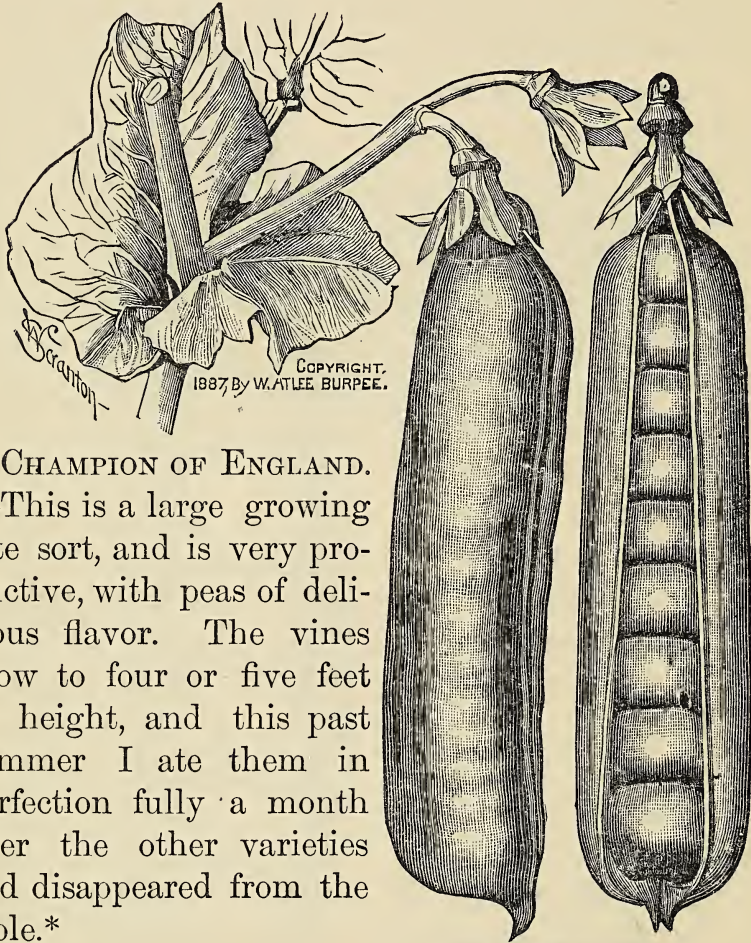 Scranton
COPYRIGHT.
1887, By W. ATLEE BURPEE.
CHAMPION OF ENGLAND.
This is a large growing
te sort, and is very pro-
ctive, with peas of deli-
ous flavor. The vines
ow to four or five feet
height, and this past
mmer I ate them in
rfection fully a month
er the other varieties
d disappeared from the
ble.*